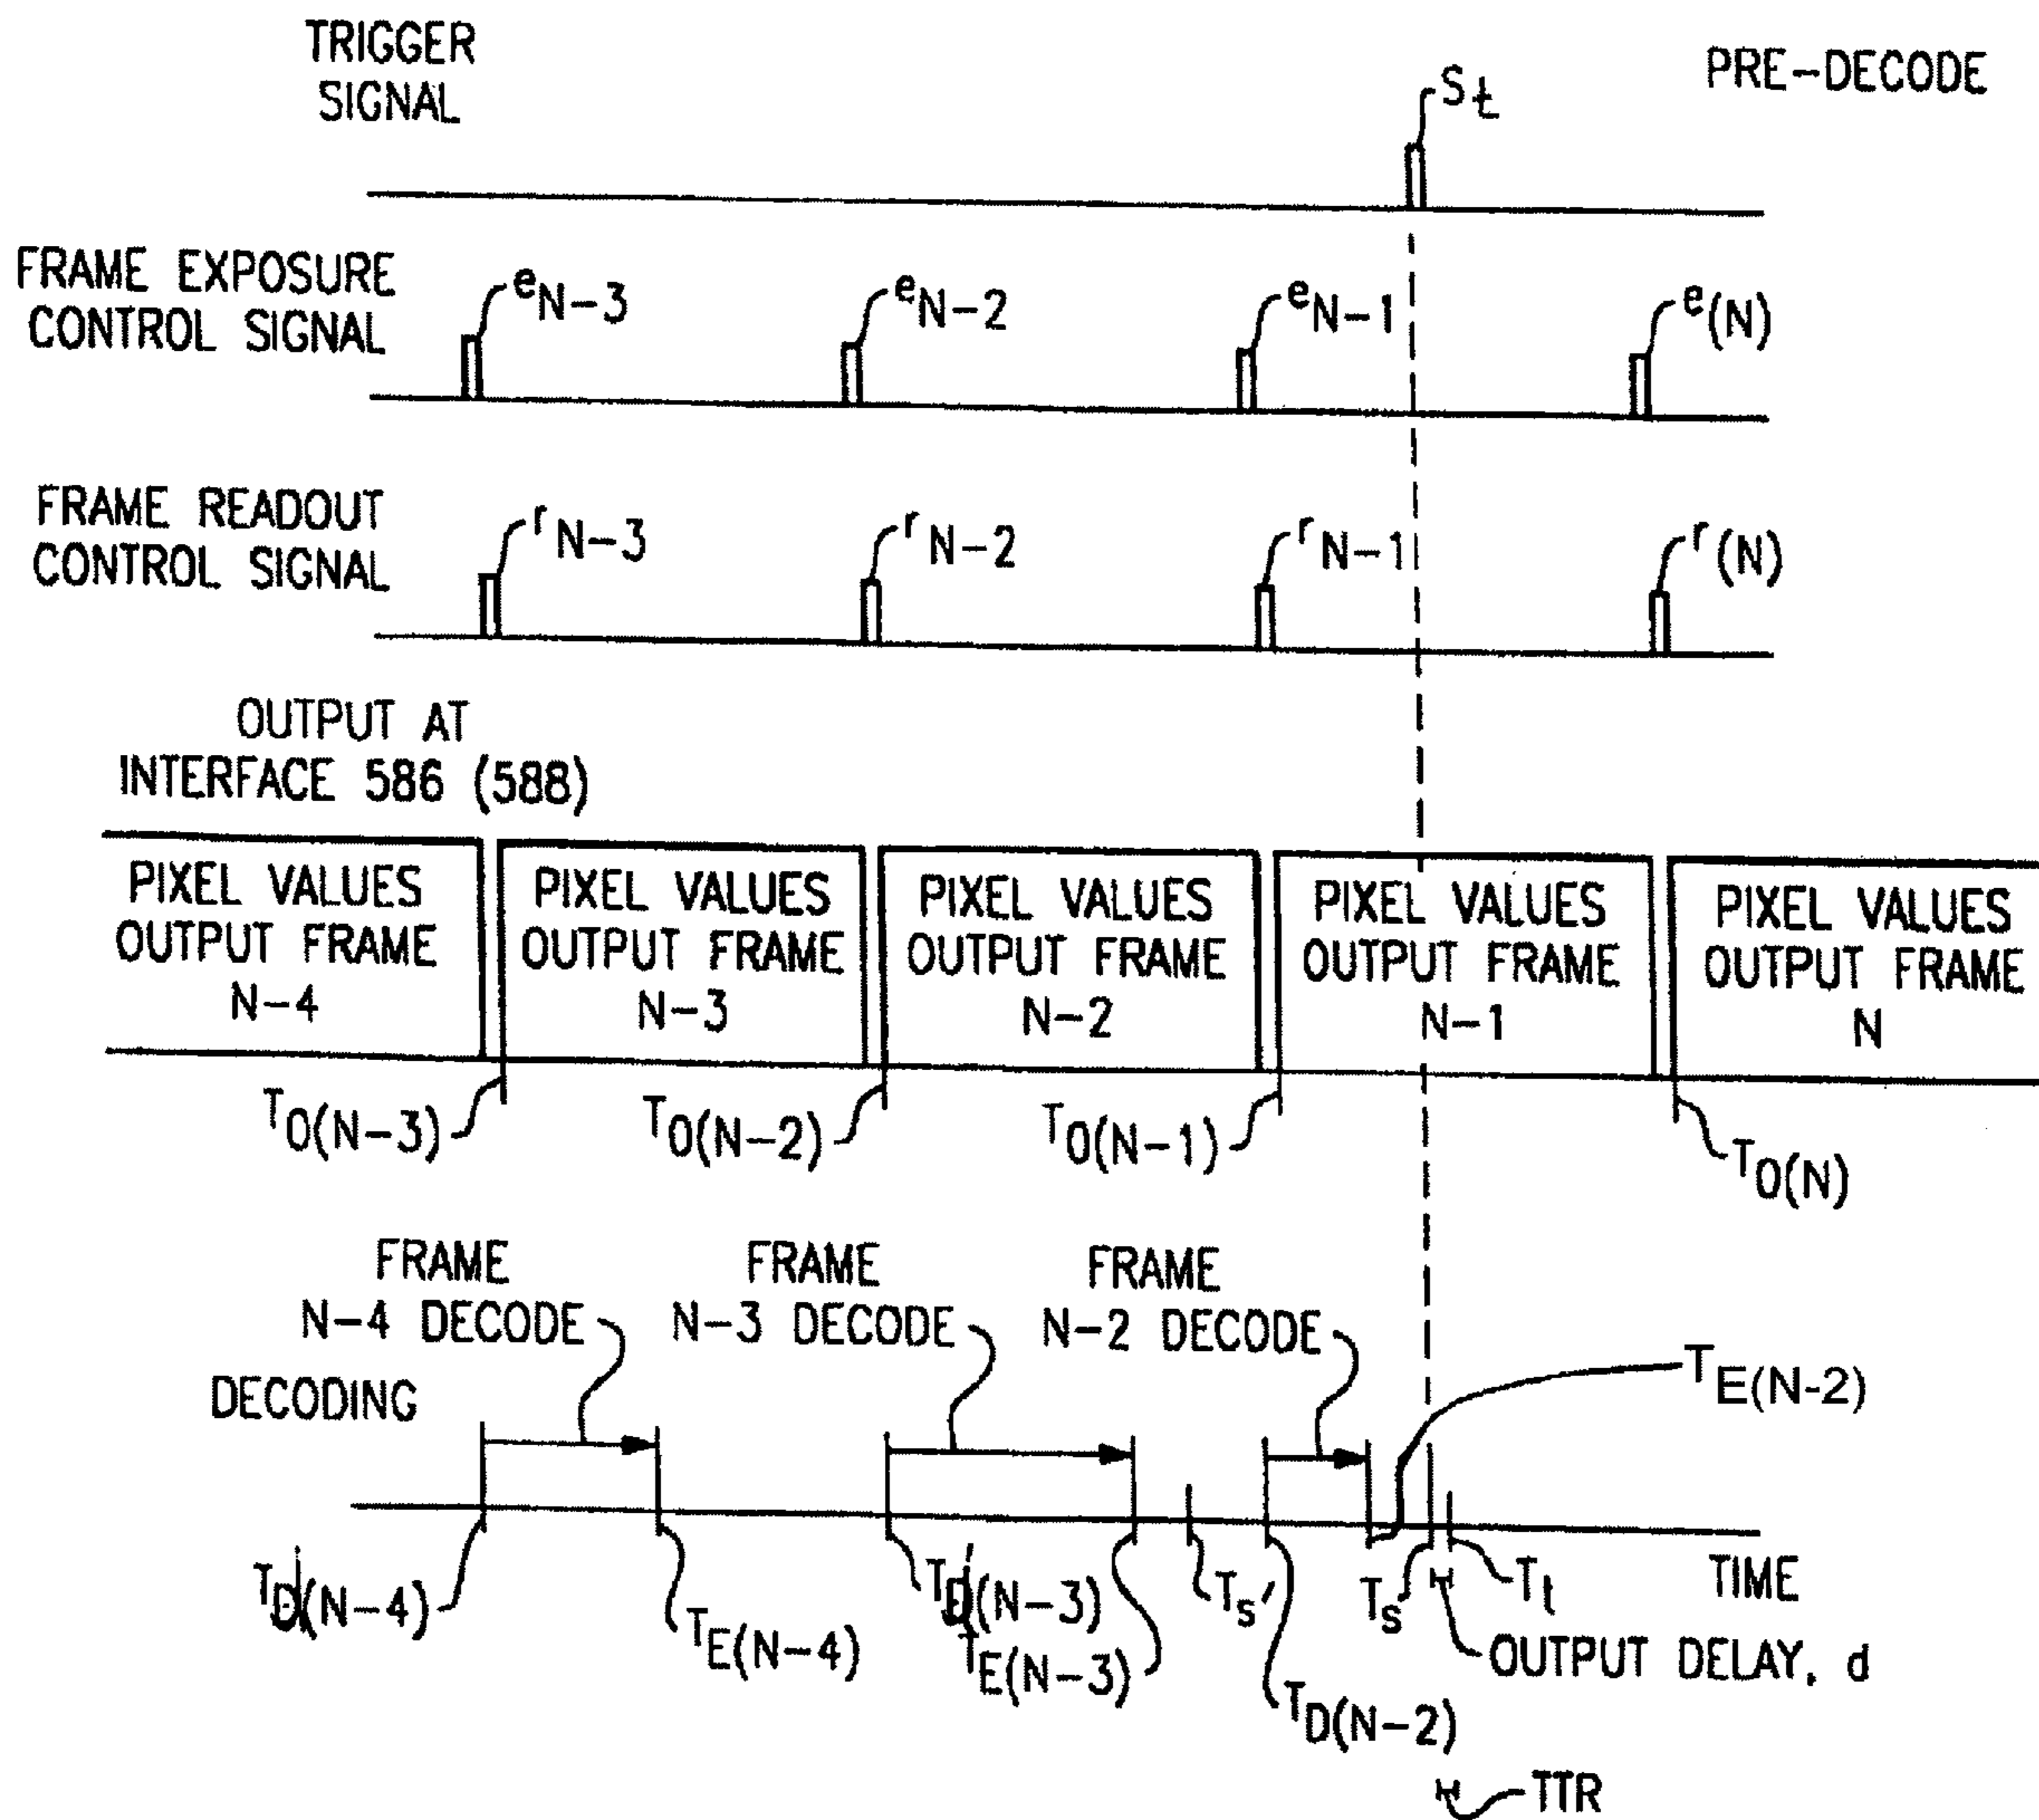 TRIGGER
SIGNAL
PRE-DECODE
St
FRAME EXPOSURE
CONTROL SIGNAL
eN-3
eN-2
eN-1
e(N)
FRAME READOUT
CONTROL SIGNAL
rN-3
rN-2
rN-1
r(N)
OUTPUT AT
INTERFACE 586 (588)
PIXEL VALUES
OUTPUT FRAME
N-4
PIXEL VALUES
OUTPUT FRAME
N-3
PIXEL VALUES
OUTPUT FRAME
N-2
PIXEL VALUES
OUTPUT FRAME
N-1
PIXEL VALUES
OUTPUT FRAME
N
TO(N-3)
TO(N-2)
TO(N-1)
TO(N)
FRAME
N-4 DECODE
FRAME
N-3 DECODE
FRAME
N-2 DECODE
DECODING
TE(N-2)
TD(N-4)
TE(N-4)
TD(N-3)
TE(N-3)
Ts'
TD(N-2)
Ts
Tt
TIME
OUTPUT DELAY, d
TTR